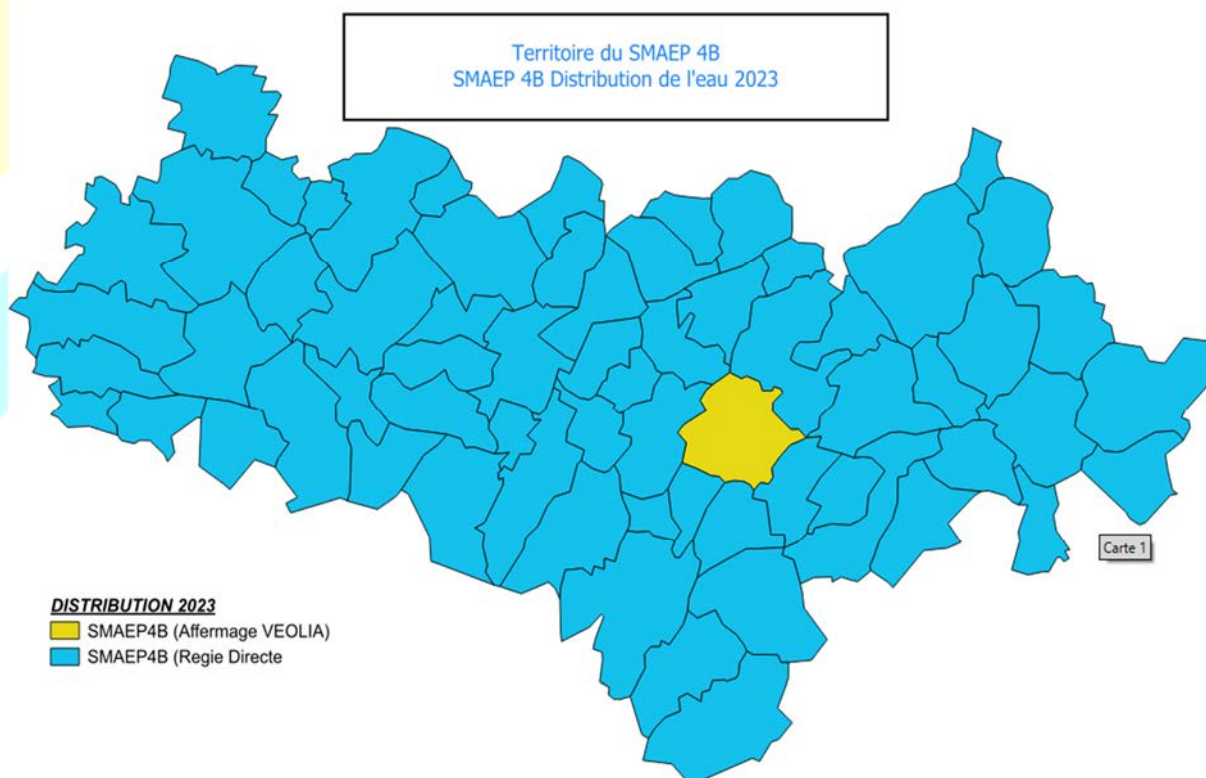 Territoire du SMAEP 4B
SMAEP 4B Distribution de l'eau 2023
Carte 1
DISTRIBUTION 2023
SMAEP4B (Affermage VEOLIA)
SMAEP4B (Regie Directe